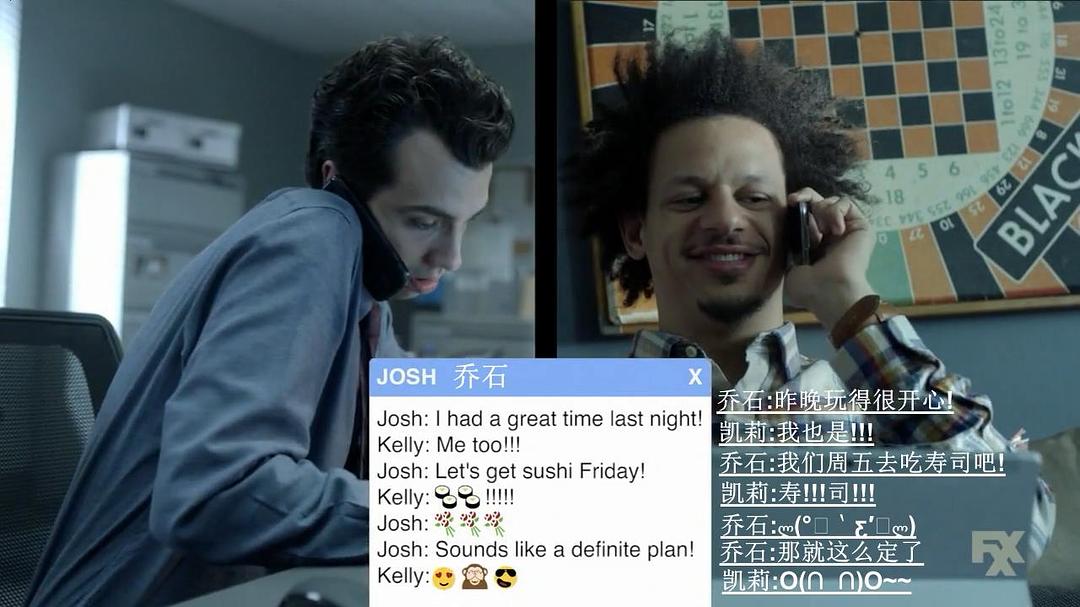 BLACK
JOSH 乔石 X
Josh: I had a great time last night!
Kelly: Me too!!!
Josh: Let's get sushi Friday!
Kelly: 🍣🍣 !!!!!
Josh: 💐💐💐
Josh: Sounds like a definite plan!
Kelly: 😍🙈😎
乔石:昨晚玩得很开心!
凯莉:我也是!!!
乔石:我们周五去吃寿司吧!
凯莉:寿!!!司!!!
乔石:ෆ(°□｀ع′□ෆ)
乔石:那就这么定了
凯莉:O(∩_∩)O~~
FXX